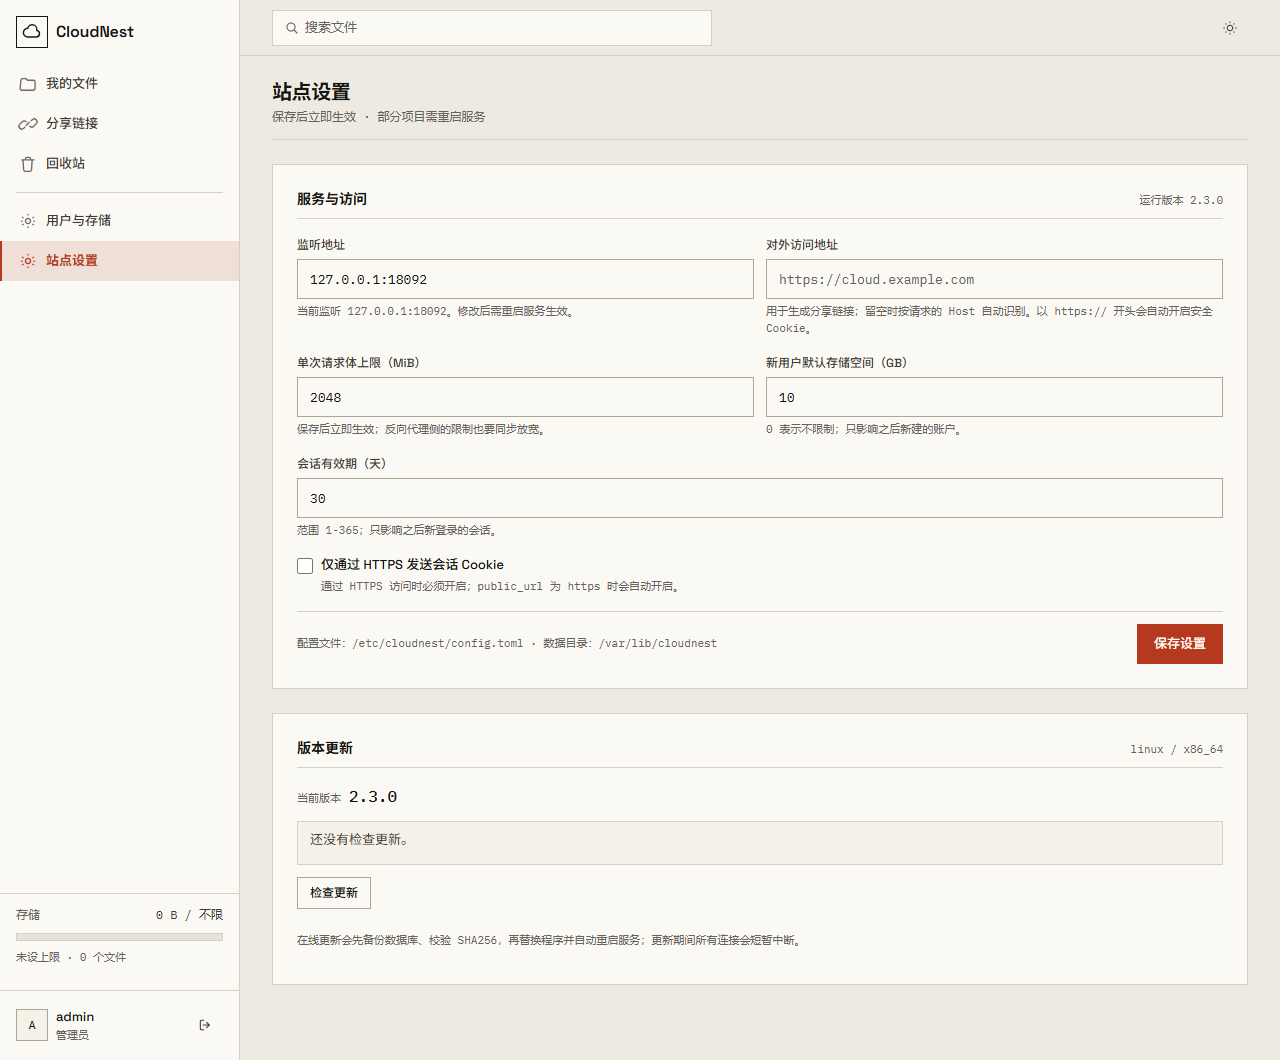 CloudNest
搜索文件
我的文件
分享链接
回收站
用户与存储
站点设置
站点设置
保存后立即生效 · 部分项目需重启服务
服务与访问
运行版本 2.3.0
监听地址
对外访问地址
127.0.0.1:18092
https://cloud.example.com
当前监听 127.0.0.1:18092。修改后需重启服务生效。
用于生成分享链接；留空时按请求的 Host 自动识别。以 https:// 开头会自动开启安全
Cookie。
单次请求体上限（MiB）
新用户默认存储空间（GB）
2048
10
保存后立即生效；反向代理侧的限制也要同步放宽。
0 表示不限制；只影响之后新建的账户。
会话有效期（天）
30
范围 1-365；只影响之后新登录的会话。
仅通过 HTTPS 发送会话 Cookie
通过 HTTPS 访问时必须开启；public_url 为 https 时会自动开启。
配置文件：/etc/cloudnest/config.toml · 数据目录：/var/lib/cloudnest
保存设置
版本更新
linux / x86_64
当前版本 2.3.0
还没有检查更新。
检查更新
在线更新会先备份数据库、校验 SHA256，再替换程序并自动重启服务；更新期间所有连接会短暂中断。
存储
0 B / 不限
未设上限 · 0 个文件
A
admin
管理员